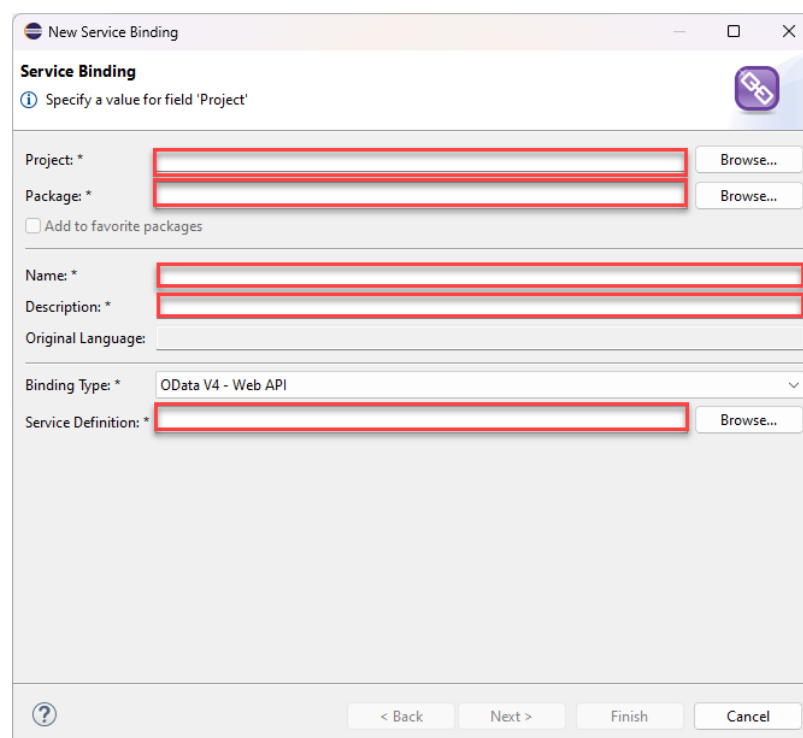 New Service Binding
Service Binding
Specify a value for field 'Project'
Project: *
Browse...
Package: *
Browse...
Add to favorite packages
Name: *
Description: *
Original Language:
Binding Type: * OData V4 - Web API
Service Definition: *
Browse...
?
< Back Next > Finish Cancel